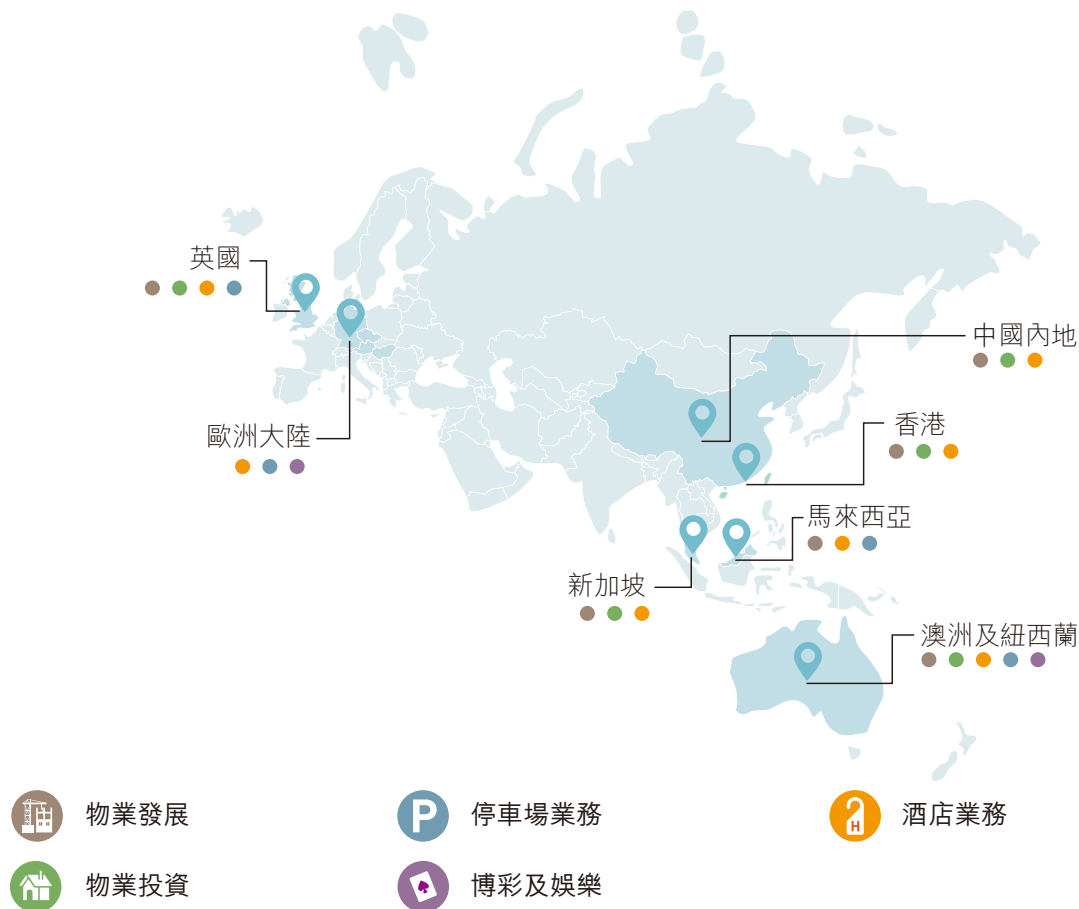 英國
中國內地
香港
歐洲大陸
馬來西亞
新加坡
澳洲及紐西蘭
物業發展
P
停車場業務
H
酒店業務
物業投資
博彩及娛樂